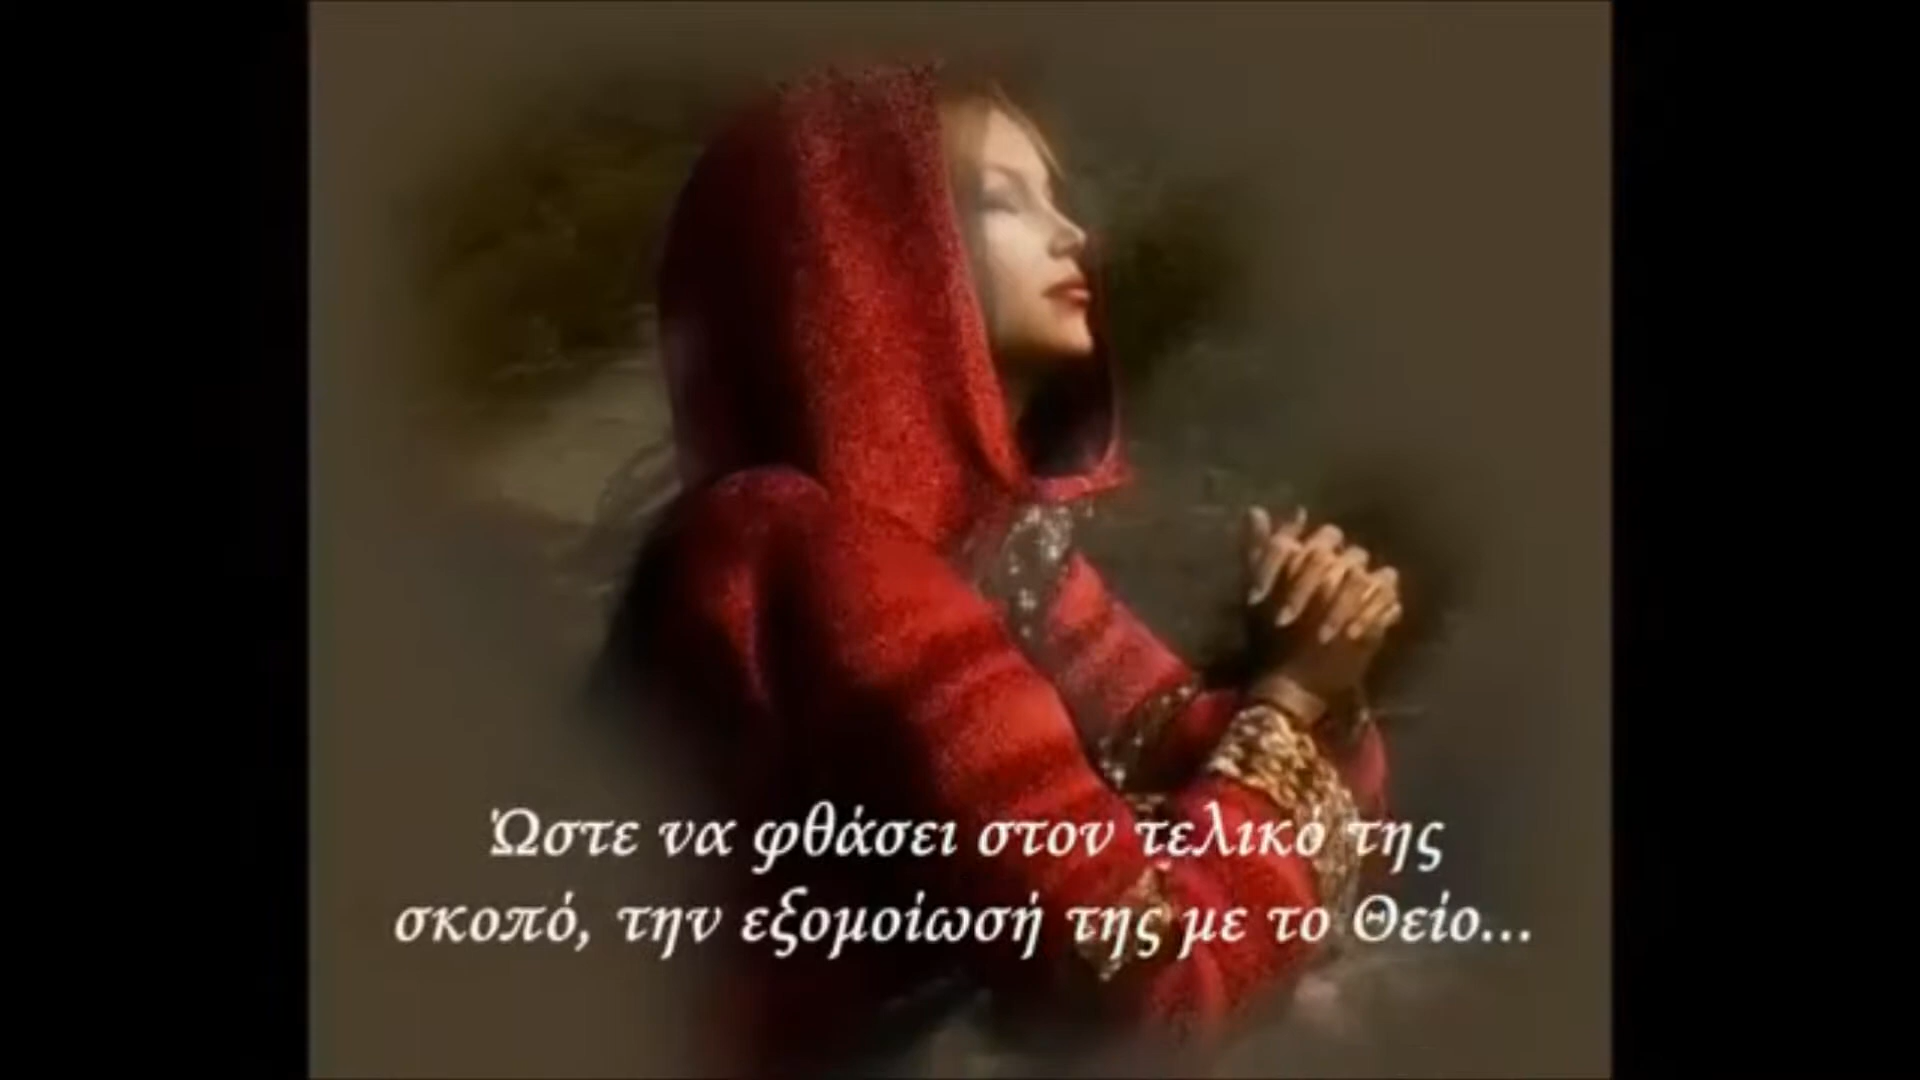 Ώστε να φθάσει στον τελικό της
σκοπό, την εξομοίωσή της με το Θείο...